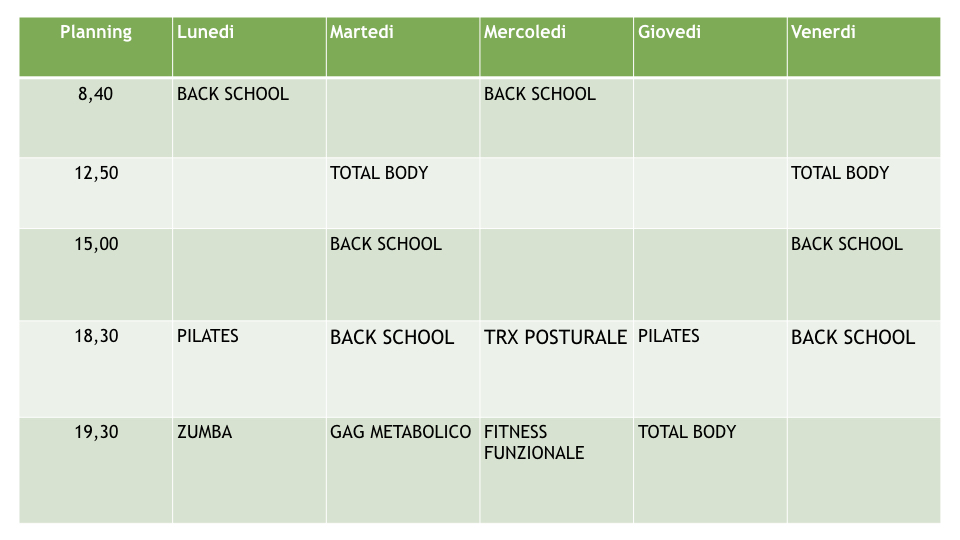 Planning Lunedi Martedi Mercoledi Giovedi Venerdi
8,40 BACK SCHOOL BACK SCHOOL
12,50 TOTAL BODY TOTAL BODY
15,00 BACK SCHOOL BACK SCHOOL
18,30 PILATES BACK SCHOOL TRX POSTURALE PILATES BACK SCHOOL
19,30 ZUMBA GAG METABOLICO FITNESS TOTAL BODY
FUNZIONALE